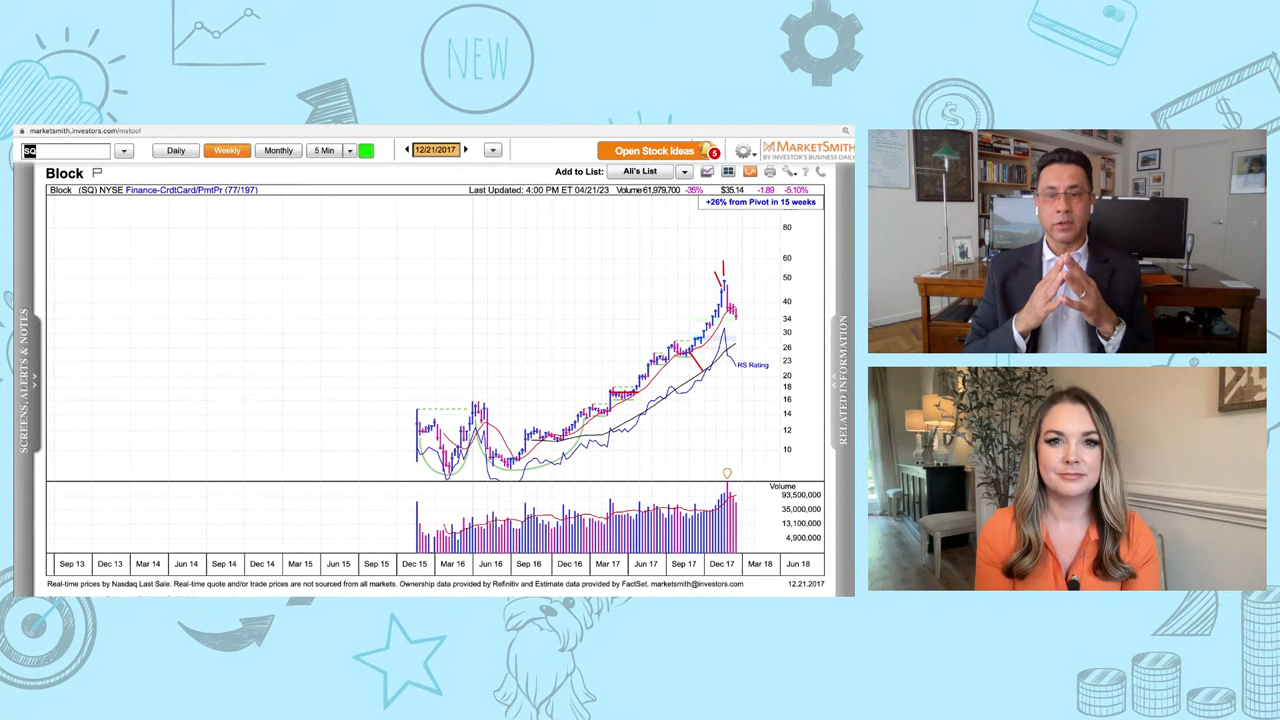 NEW
marketsmith.investors.com/mstool
SQ
Daily
Weekly
Monthly
5 Min
12/21/2017
Open Stock Ideas
5
MARKETSMITH
BY INVESTOR'S BUSINESS DAILY
Block
Add to List:
Ali's List
Block (SQ) NYSE Finance-CrdtCard/PmtPr (77/197)
Last Updated: 4:00 PM ET 04/21/23 Volume 61,979,700 -35% $35.14 -1.89 -5.10%
+26% from Pivot in 15 weeks
80
60
50
40
34
30
26
23
RS Rating
20
18
16
14
12
10
Volume
93,500,000
35,000,000
13,100,000
4,900,000
Sep 13 Dec 13 Mar 14 Jun 14 Sep 14 Dec 14 Mar 15 Jun 15 Sep 15 Dec 15 Mar 16 Jun 16 Sep 16 Dec 16 Mar 17 Jun 17 Sep 17 Dec 17 Mar 18 Jun 18
Real-time prices by Nasdaq Last Sale. Real-time quote and/or trade prices are not sourced from all markets. Ownership data provided by Refinitiv and Estimate data provided by FactSet. marketsmith@investors.com
12.21.2017
SCREENS, ALERTS & NOTES
RELATED INFORMATION
$
$